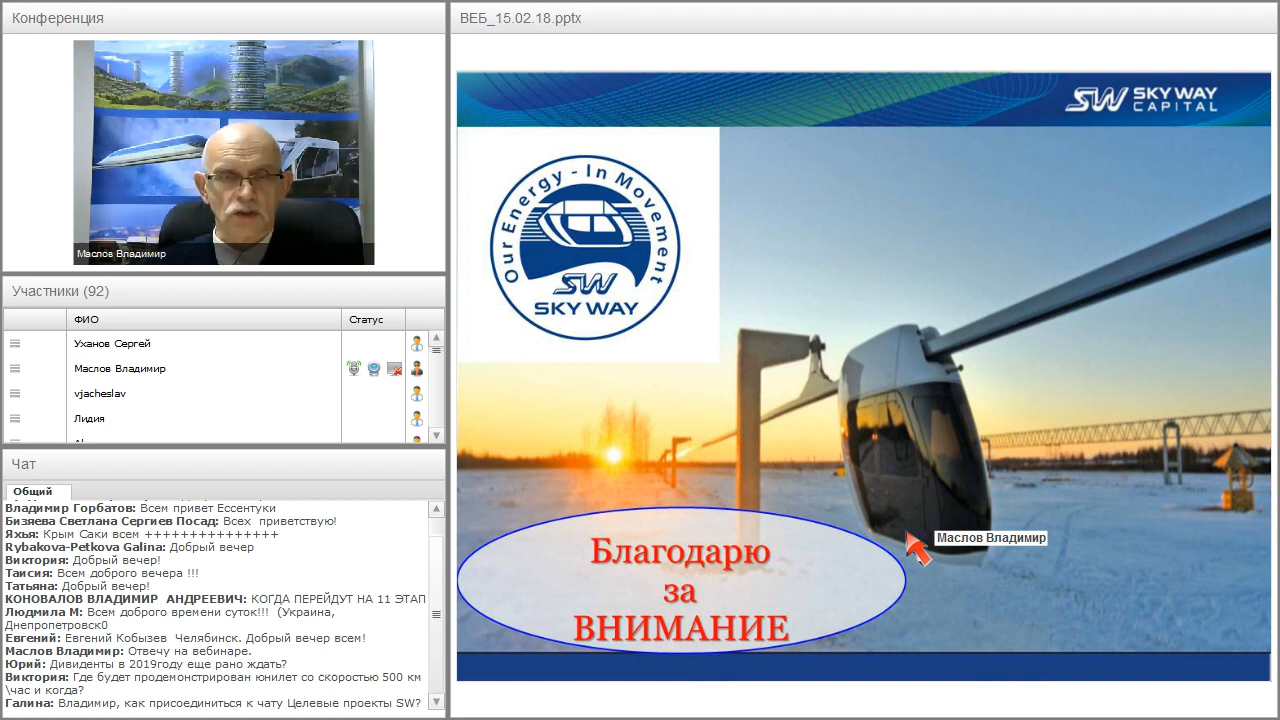 Конференция
Маслов Владимир
Участники (92)
ФИО
Статус
Уханов Сергей
Маслов Владимир
vjacheslav
Лидия
Чат
Общий
Владимир Горбатов: Всем привет Ессентуки
Бизяева Светлана Сергиев Посад: Всех приветствую!
Яхья: Крым Саки всем +++++++++++++++
Rybakova-Petkova Galina: Добрый вечер
Виктория: Добрый вечер!
Таисия: Всем доброго вечера !!!
Татьяна: Добрый вечер!
КОНОВАЛОВ ВЛАДИМИР АНДРЕЕВИЧ: КОГДА ПЕРЕЙДУТ НА 11 ЭТАП
Людмила М: Всем доброго времени суток!!! (Украина,
Днепропетровск0
Евгений: Евгений Кобызев Челябинск. Добрый вечер всем!
Маслов Владимир: Отвечу на вебинаре.
Юрий: Дивиденты в 2019году еще рано ждать?
Виктория: Где будет продемонстрирован юнилет со скоростью 500 км
\час и когда?
Галина: Владимир, как присоединиться к чату Целевые проекты SW?
ВЕБ_15.02.18.pptx
SW SKY WAY
CAPITAL
Our Energy - In Movement
SW
SKY WAY
Маслов Владимир
Благодарю
за
ВНИМАНИЕ